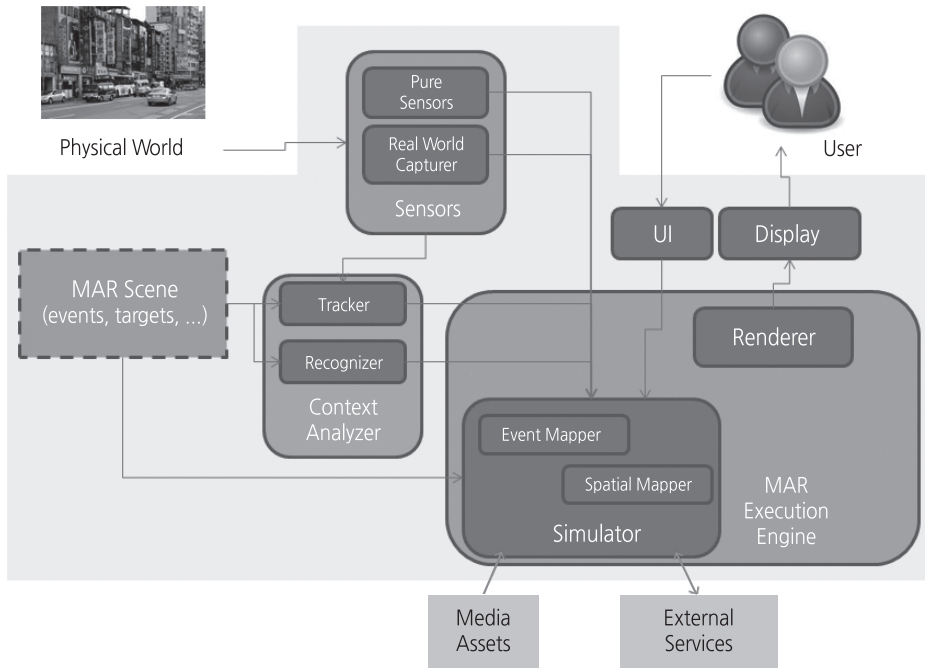 Physical World
Pure
Sensors
Real World
Capturer
Sensors
User
UI
Display
MAR Scene
(events, targets, ...)
Tracker
Recognizer
Context
Analyzer
Renderer
Event Mapper
Spatial Mapper
Simulator
MAR
Execution
Engine
Media
Assets
External
Services